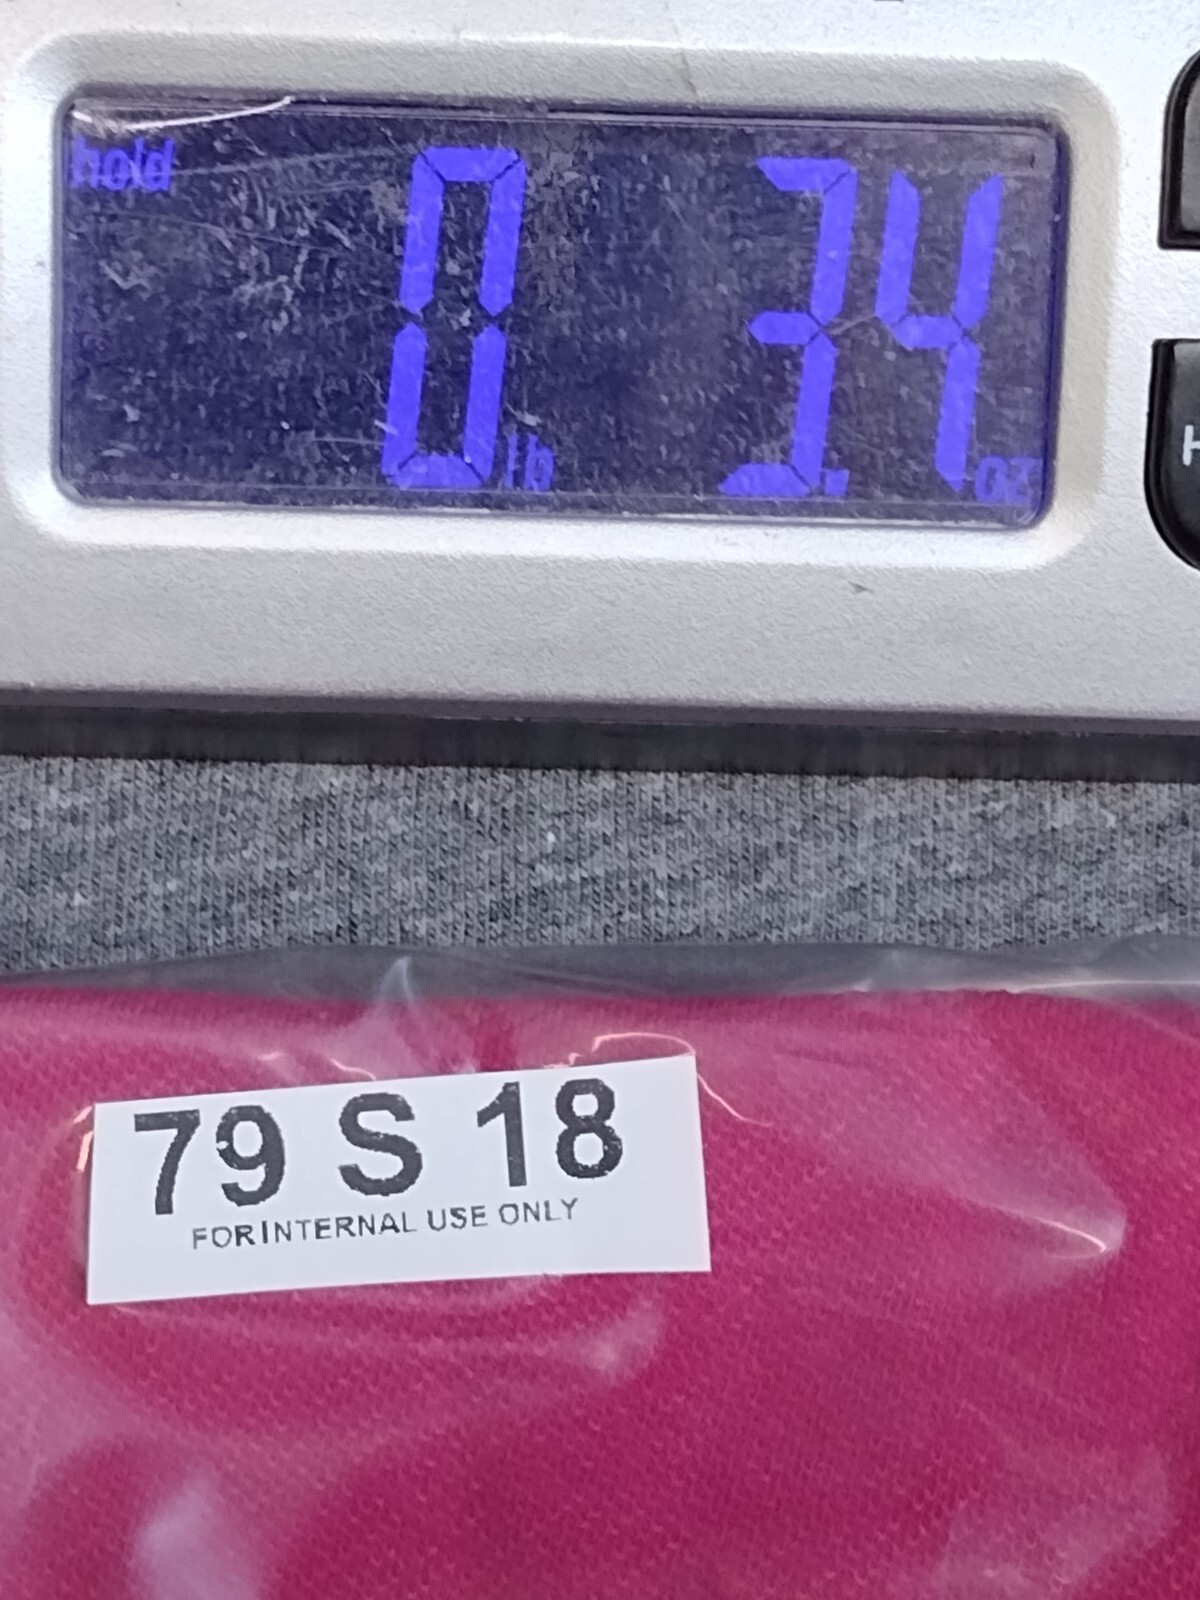 hold 0 lb 3.4 oz
H
79 S 18
FOR INTERNAL USE ONLY